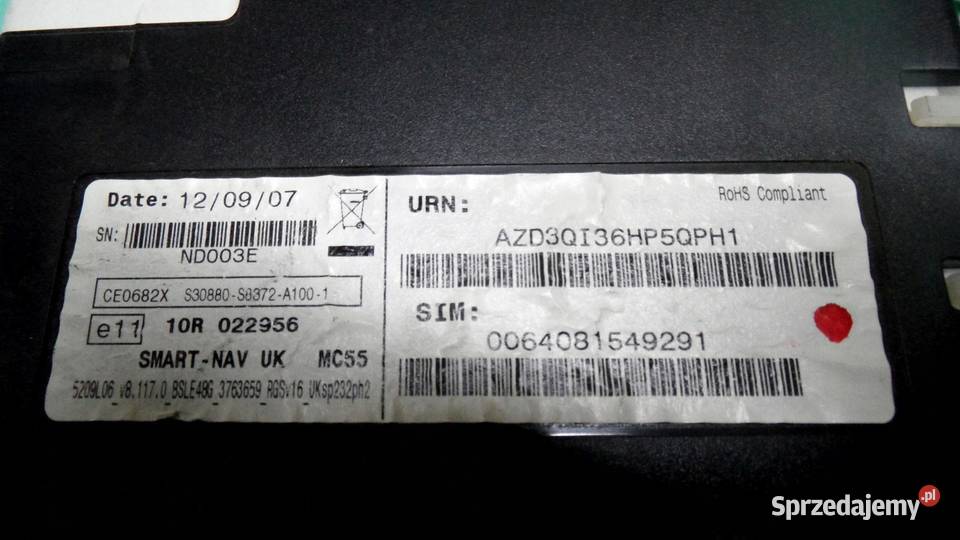 Date: 12/09/07
SN:
ND003E
CE0682X S30880-S8372-A100-1
e11 10R 022956
SMART-NAV UK MC55
5209L06 v8.117.0 BSLE48G 3763659 RGSv16 UKsp232ph2
RoHS Compliant
URN:
AZD3QI36HP5QPH1
SIM:
0064081549291
Sprzedajemy.pl